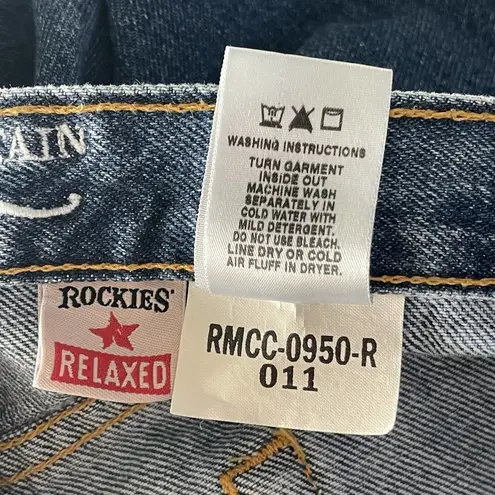 AIN
WASHING INSTRUCTIONS
TURN GARMENT
INSIDE OUT
MACHINE WASH
SEPARATELY IN
COLD WATER WITH
MILD DETERGENT.
DO NOT USE BLEACH.
LINE DRY OR COLD
AIR FLUFF IN DRYER.
ROCKIES
RELAXED
RMCC-0950-R
011